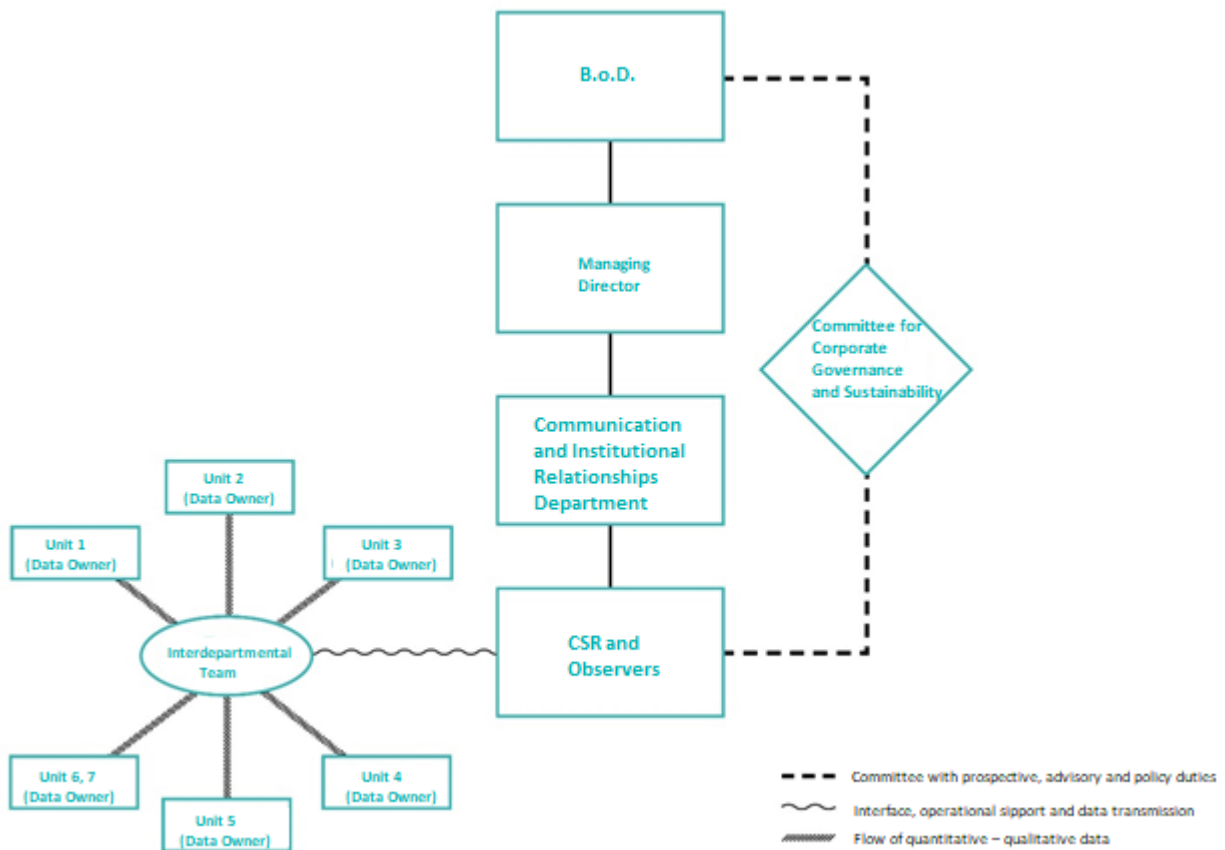 B.o.D.
Managing
Director
Committee for
Corporate
Governance
and Sustainability
Communication
and Institutional
Relationships
Department
Unit 2
(Data Owner)
Unit 1
(Data Owner)
Unit 3
(Data Owner)
Interdepartmental
Team
CSR and
Observers
Unit 6, 7
(Data Owner)
Unit 4
(Data Owner)
Unit 5
(Data Owner)
Committee with prospective, advisory and policy duties
Interface, operational sipport and data transmission
Flow of quantitative – qualitative data